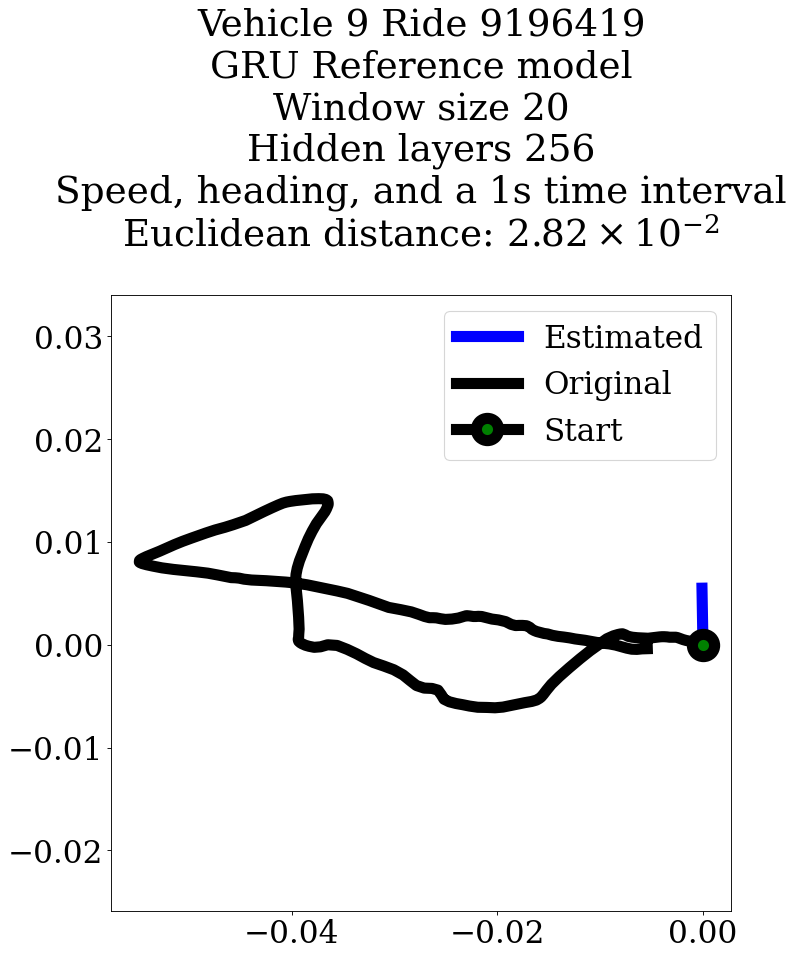 Vehicle 9 Ride 9196419
GRU Reference model
Window size 20
Hidden layers 256
Speed, heading, and a 1s time interval
Euclidean distance: 2.82 × 10⁻²
Estimated
Original
Start
0.03
0.02
0.01
0.00
−0.01
−0.02
−0.04
−0.02
0.00